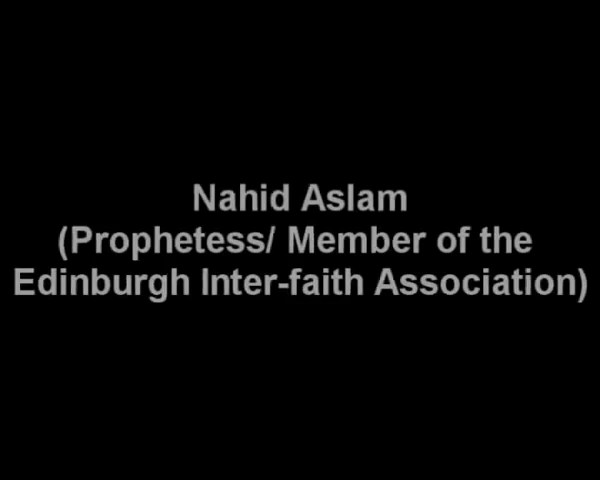 Nahid Aslam
(Prophetess/ Member of the
Edinburgh Inter-faith Association)